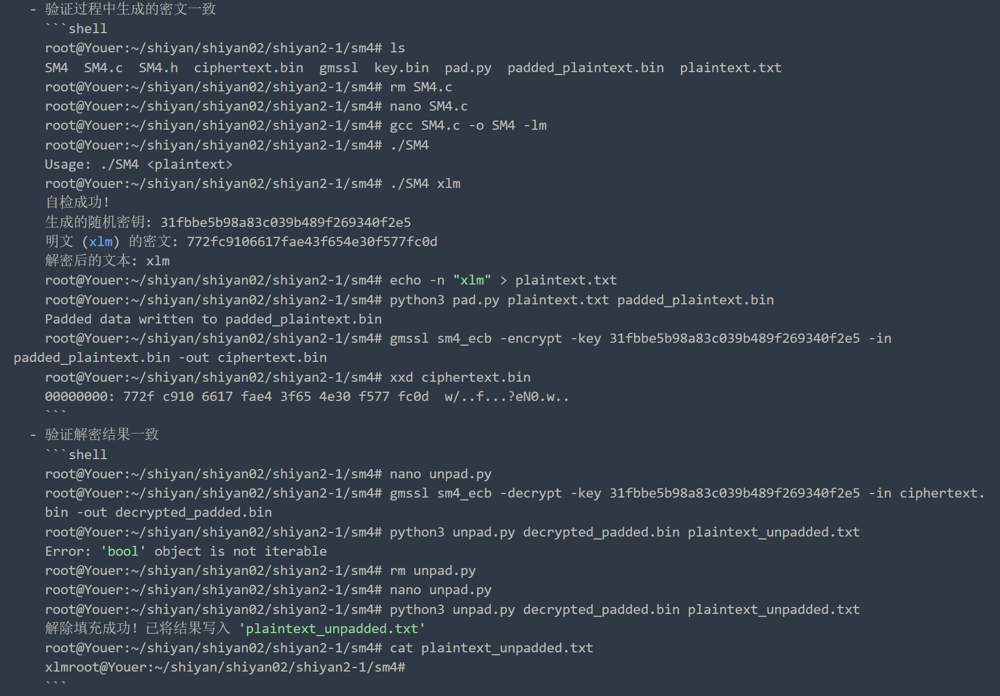 - 验证过程中生成的密文一致
```shell
root@Youer:~/shiyan/shiyan02/shiyan2-1/sm4# ls
SM4  SM4.c  SM4.h  ciphertext.bin  gmssl  key.bin  pad.py  padded_plaintext.bin  plaintext.txt
root@Youer:~/shiyan/shiyan02/shiyan2-1/sm4# rm SM4.c
root@Youer:~/shiyan/shiyan02/shiyan2-1/sm4# nano SM4.c
root@Youer:~/shiyan/shiyan02/shiyan2-1/sm4# gcc SM4.c -o SM4 -lm
root@Youer:~/shiyan/shiyan02/shiyan2-1/sm4# ./SM4
Usage: ./SM4 <plaintext>
root@Youer:~/shiyan/shiyan02/shiyan2-1/sm4# ./SM4 xlm
自检成功!
生成的随机密钥: 31fbbe5b98a83c039b489f269340f2e5
明文 (xlm) 的密文: 772fc9106617fae43f654e30f577fc0d
解密后的文本: xlm
root@Youer:~/shiyan/shiyan02/shiyan2-1/sm4# echo -n "xlm" > plaintext.txt
root@Youer:~/shiyan/shiyan02/shiyan2-1/sm4# python3 pad.py plaintext.txt padded_plaintext.bin
Padded data written to padded_plaintext.bin
root@Youer:~/shiyan/shiyan02/shiyan2-1/sm4# gmssl sm4_ecb -encrypt -key 31fbbe5b98a83c039b489f269340f2e5 -in
padded_plaintext.bin -out ciphertext.bin
root@Youer:~/shiyan/shiyan02/shiyan2-1/sm4# xxd ciphertext.bin
00000000: 772f c910 6617 fae4 3f65 4e30 f577 fc0d  w/..f...?eN0.w..
```
- 验证解密结果一致
```shell
root@Youer:~/shiyan/shiyan02/shiyan2-1/sm4# nano unpad.py
root@Youer:~/shiyan/shiyan02/shiyan2-1/sm4# gmssl sm4_ecb -decrypt -key 31fbbe5b98a83c039b489f269340f2e5 -in ciphertext.
bin -out decrypted_padded.bin
root@Youer:~/shiyan/shiyan02/shiyan2-1/sm4# python3 unpad.py decrypted_padded.bin plaintext_unpadded.txt
Error: 'bool' object is not iterable
root@Youer:~/shiyan/shiyan02/shiyan2-1/sm4# rm unpad.py
root@Youer:~/shiyan/shiyan02/shiyan2-1/sm4# nano unpad.py
root@Youer:~/shiyan/shiyan02/shiyan2-1/sm4# python3 unpad.py decrypted_padded.bin plaintext_unpadded.txt
解除填充成功! 已将结果写入 'plaintext_unpadded.txt'
root@Youer:~/shiyan/shiyan02/shiyan2-1/sm4# cat plaintext_unpadded.txt
xlmroot@Youer:~/shiyan/shiyan02/shiyan2-1/sm4#
```